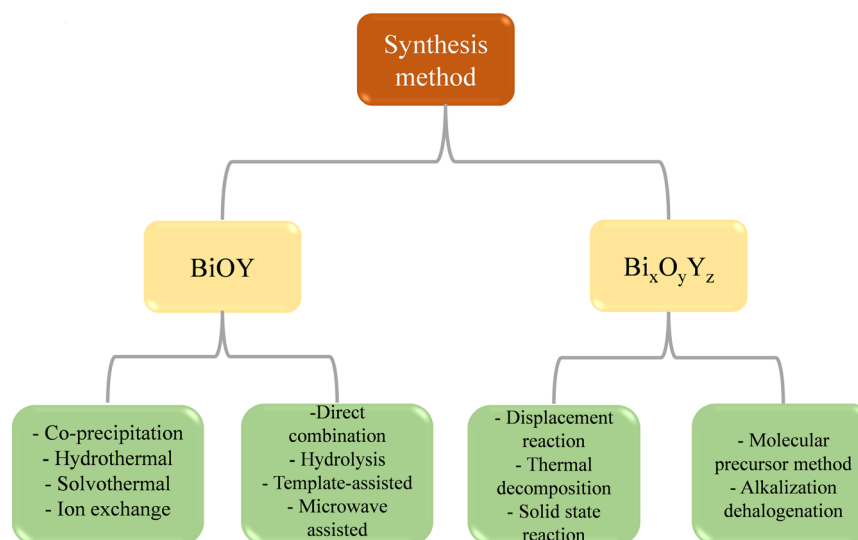 Synthesis
method
BiOY
BiₓOᵧY_z
- Co-precipitation
- Hydrothermal
- Solvothermal
- Ion exchange
-Direct
combination
- Hydrolysis
- Template-assisted
- Microwave
assisted
- Displacement
reaction
- Thermal
decomposition
- Solid state
reaction
- Molecular
precursor method
- Alkalization
dehalogenation